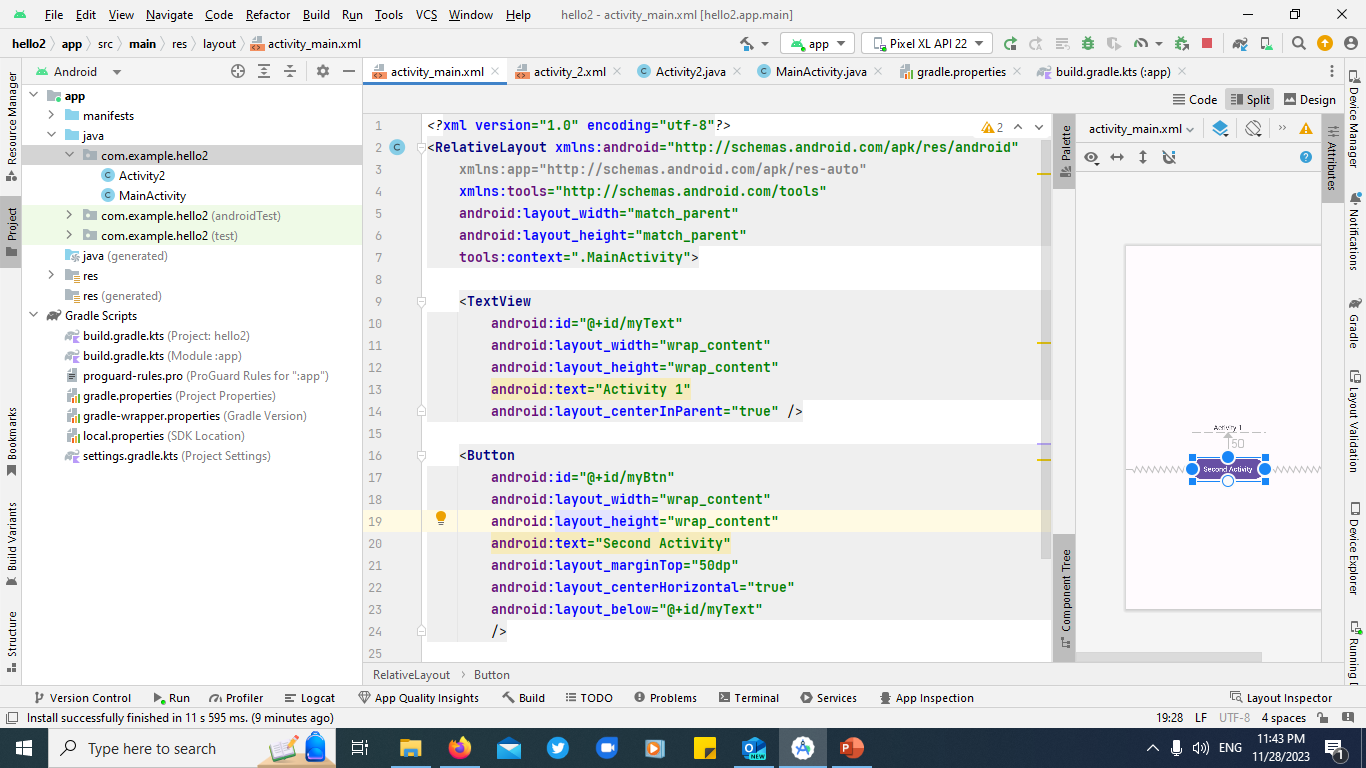 File Edit View Navigate Code Refactor Build Run Tools VCS Window Help hello2 - activity_main.xml [hello2.app.main]
hello2 app src main res layout activity_main.xml app Pixel XL API 22
Android
activity_main.xml activity_2.xml Activity2.java MainActivity.java gradle.properties build.gradle.kts (:app)
Code Split Design
Resource Manager
Project
Bookmarks
Build Variants
Structure
app
manifests
java
com.example.hello2
Activity2
MainActivity
com.example.hello2 (androidTest)
com.example.hello2 (test)
java (generated)
res
res (generated)
Gradle Scripts
build.gradle.kts (Project: hello2)
build.gradle.kts (Module :app)
proguard-rules.pro (ProGuard Rules for ":app")
gradle.properties (Project Properties)
gradle-wrapper.properties (Gradle Version)
local.properties (SDK Location)
settings.gradle.kts (Project Settings)
1 <?xml version="1.0" encoding="utf-8"?> 2
2 <RelativeLayout xmlns:android="http://schemas.android.com/apk/res/android"
3 xmlns:app="http://schemas.android.com/apk/res-auto"
4 xmlns:tools="http://schemas.android.com/tools"
5 android:layout_width="match_parent"
6 android:layout_height="match_parent"
7 tools:context=".MainActivity">
8
9 <TextView
10 android:id="@+id/myText"
11 android:layout_width="wrap_content"
12 android:layout_height="wrap_content"
13 android:text="Activity 1"
14 android:layout_centerInParent="true" />
15
16 <Button
17 android:id="@+id/myBtn"
18 android:layout_width="wrap_content"
19 android:layout_height="wrap_content"
20 android:text="Second Activity"
21 android:layout_marginTop="50dp"
22 android:layout_centerHorizontal="true"
23 android:layout_below="@+id/myText"
24 />
25
RelativeLayout Button
Palette
Component Tree
activity_main.xml
Activity 1
50
Second Activity
Attributes
Device Manager
Notifications
Gradle
Layout Validation
Device Explorer
Running
Version Control Run Profiler Logcat App Quality Insights Build TODO Problems Terminal Services App Inspection Layout Inspector
Install successfully finished in 11 s 595 ms. (9 minutes ago) 19:28 LF UTF-8 4 spaces
Type here to search
NEW
ENG
11:43 PM
11/28/2023
1